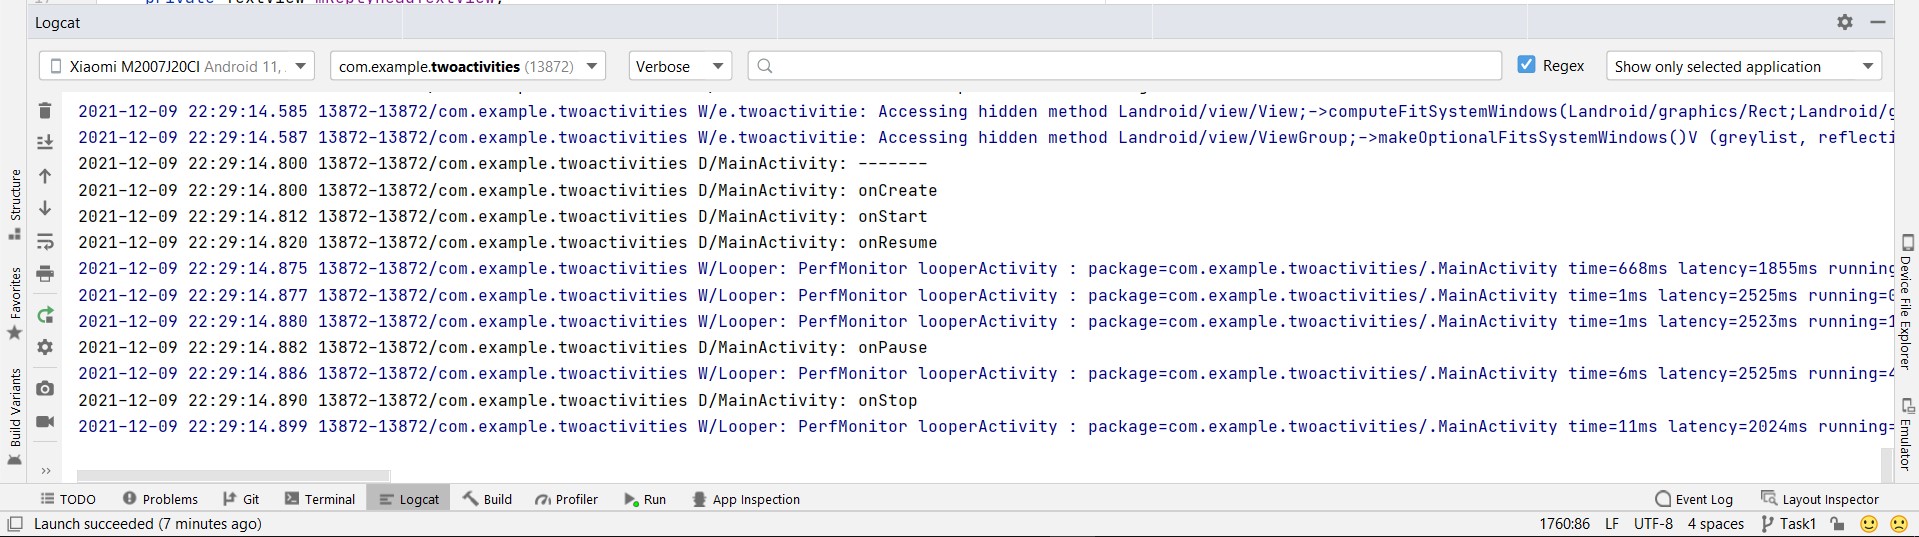 Logcat
Xiaomi M2007J20CI Android 11, com.example.twoactivities (13872) Verbose Regex Show only selected application
2021-12-09 22:29:14.585 13872-13872/com.example.twoactivities W/e.twoactivitie: Accessing hidden method Landroid/view/View;->computeFitSystemWindows(Landroid/graphics/Rect;Landroid/g
2021-12-09 22:29:14.587 13872-13872/com.example.twoactivities W/e.twoactivitie: Accessing hidden method Landroid/view/ViewGroup;->makeOptionalFitsSystemWindows()V (greylist, reflecti
2021-12-09 22:29:14.800 13872-13872/com.example.twoactivities D/MainActivity: -------
2021-12-09 22:29:14.800 13872-13872/com.example.twoactivities D/MainActivity: onCreate
2021-12-09 22:29:14.812 13872-13872/com.example.twoactivities D/MainActivity: onStart
2021-12-09 22:29:14.820 13872-13872/com.example.twoactivities D/MainActivity: onResume
2021-12-09 22:29:14.875 13872-13872/com.example.twoactivities W/Looper: PerfMonitor looperActivity : package=com.example.twoactivities/.MainActivity time=668ms latency=1855ms running
2021-12-09 22:29:14.877 13872-13872/com.example.twoactivities W/Looper: PerfMonitor looperActivity : package=com.example.twoactivities/.MainActivity time=1ms latency=2525ms running=0
2021-12-09 22:29:14.880 13872-13872/com.example.twoactivities W/Looper: PerfMonitor looperActivity : package=com.example.twoactivities/.MainActivity time=1ms latency=2523ms running=1
2021-12-09 22:29:14.882 13872-13872/com.example.twoactivities D/MainActivity: onPause
2021-12-09 22:29:14.886 13872-13872/com.example.twoactivities W/Looper: PerfMonitor looperActivity : package=com.example.twoactivities/.MainActivity time=6ms latency=2525ms running=4
2021-12-09 22:29:14.890 13872-13872/com.example.twoactivities D/MainActivity: onStop
2021-12-09 22:29:14.899 13872-13872/com.example.twoactivities W/Looper: PerfMonitor looperActivity : package=com.example.twoactivities/.MainActivity time=11ms latency=2024ms running=
Structure
Favorites
Build Variants
Device File Explorer
Emulator
TODO Problems Git Terminal Logcat Build Profiler Run App Inspection Event Log Layout Inspector
Launch succeeded (7 minutes ago) 1760:86 LF UTF-8 4 spaces Task1